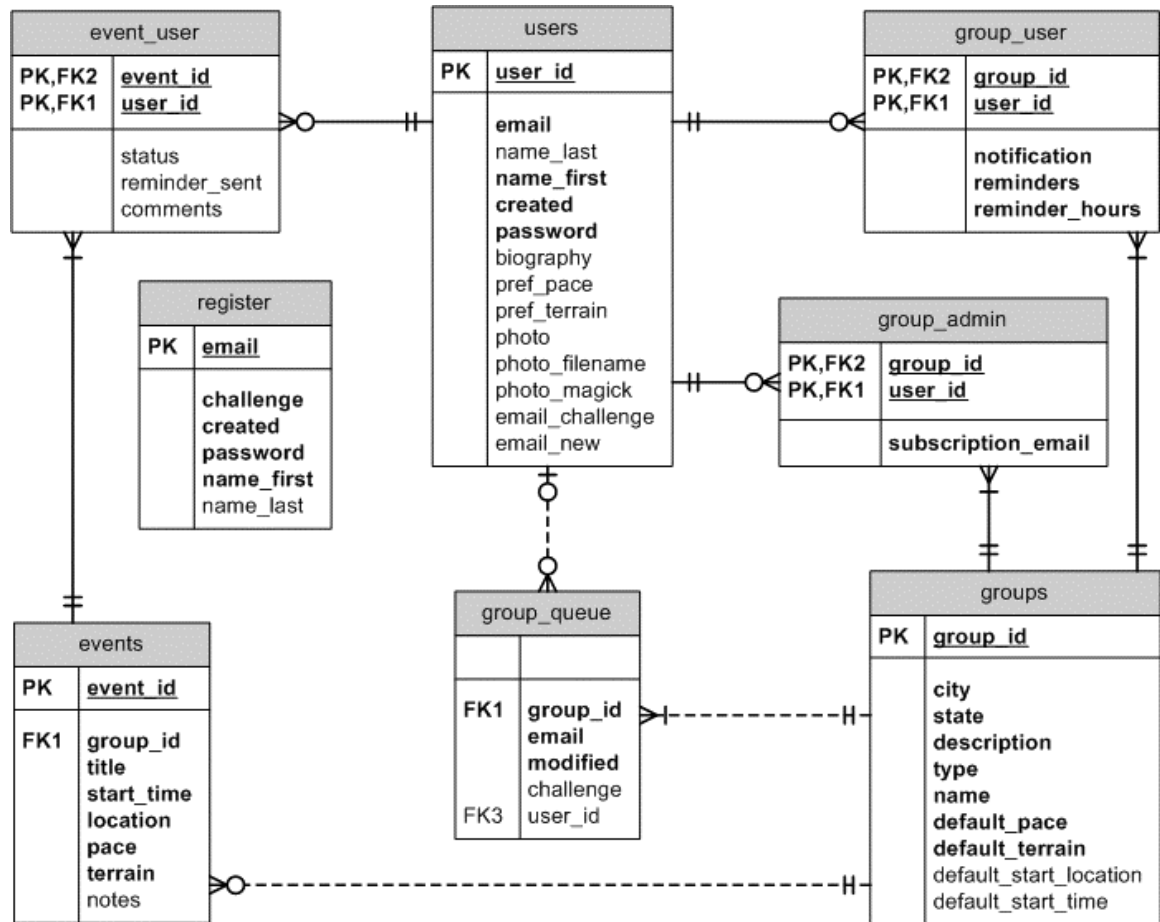 event_user
PK,FK2 event_id
PK,FK1 user_id
status
reminder_sent
comments
users
PK user_id
email
name_last
name_first
created
password
biography
pref_pace
pref_terrain
photo
photo_filename
photo_magick
email_challenge
email_new
group_user
PK,FK2 group_id
PK,FK1 user_id
notification
reminders
reminder_hours
register
PK email
challenge
created
password
name_first
name_last
group_admin
PK,FK2 group_id
PK,FK1 user_id
subscription_email
events
PK event_id
FK1 group_id
title
start_time
location
pace
terrain
notes
group_queue
FK1 group_id
email
modified
challenge
FK3 user_id
groups
PK group_id
city
state
description
type
name
default_pace
default_terrain
default_start_location
default_start_time